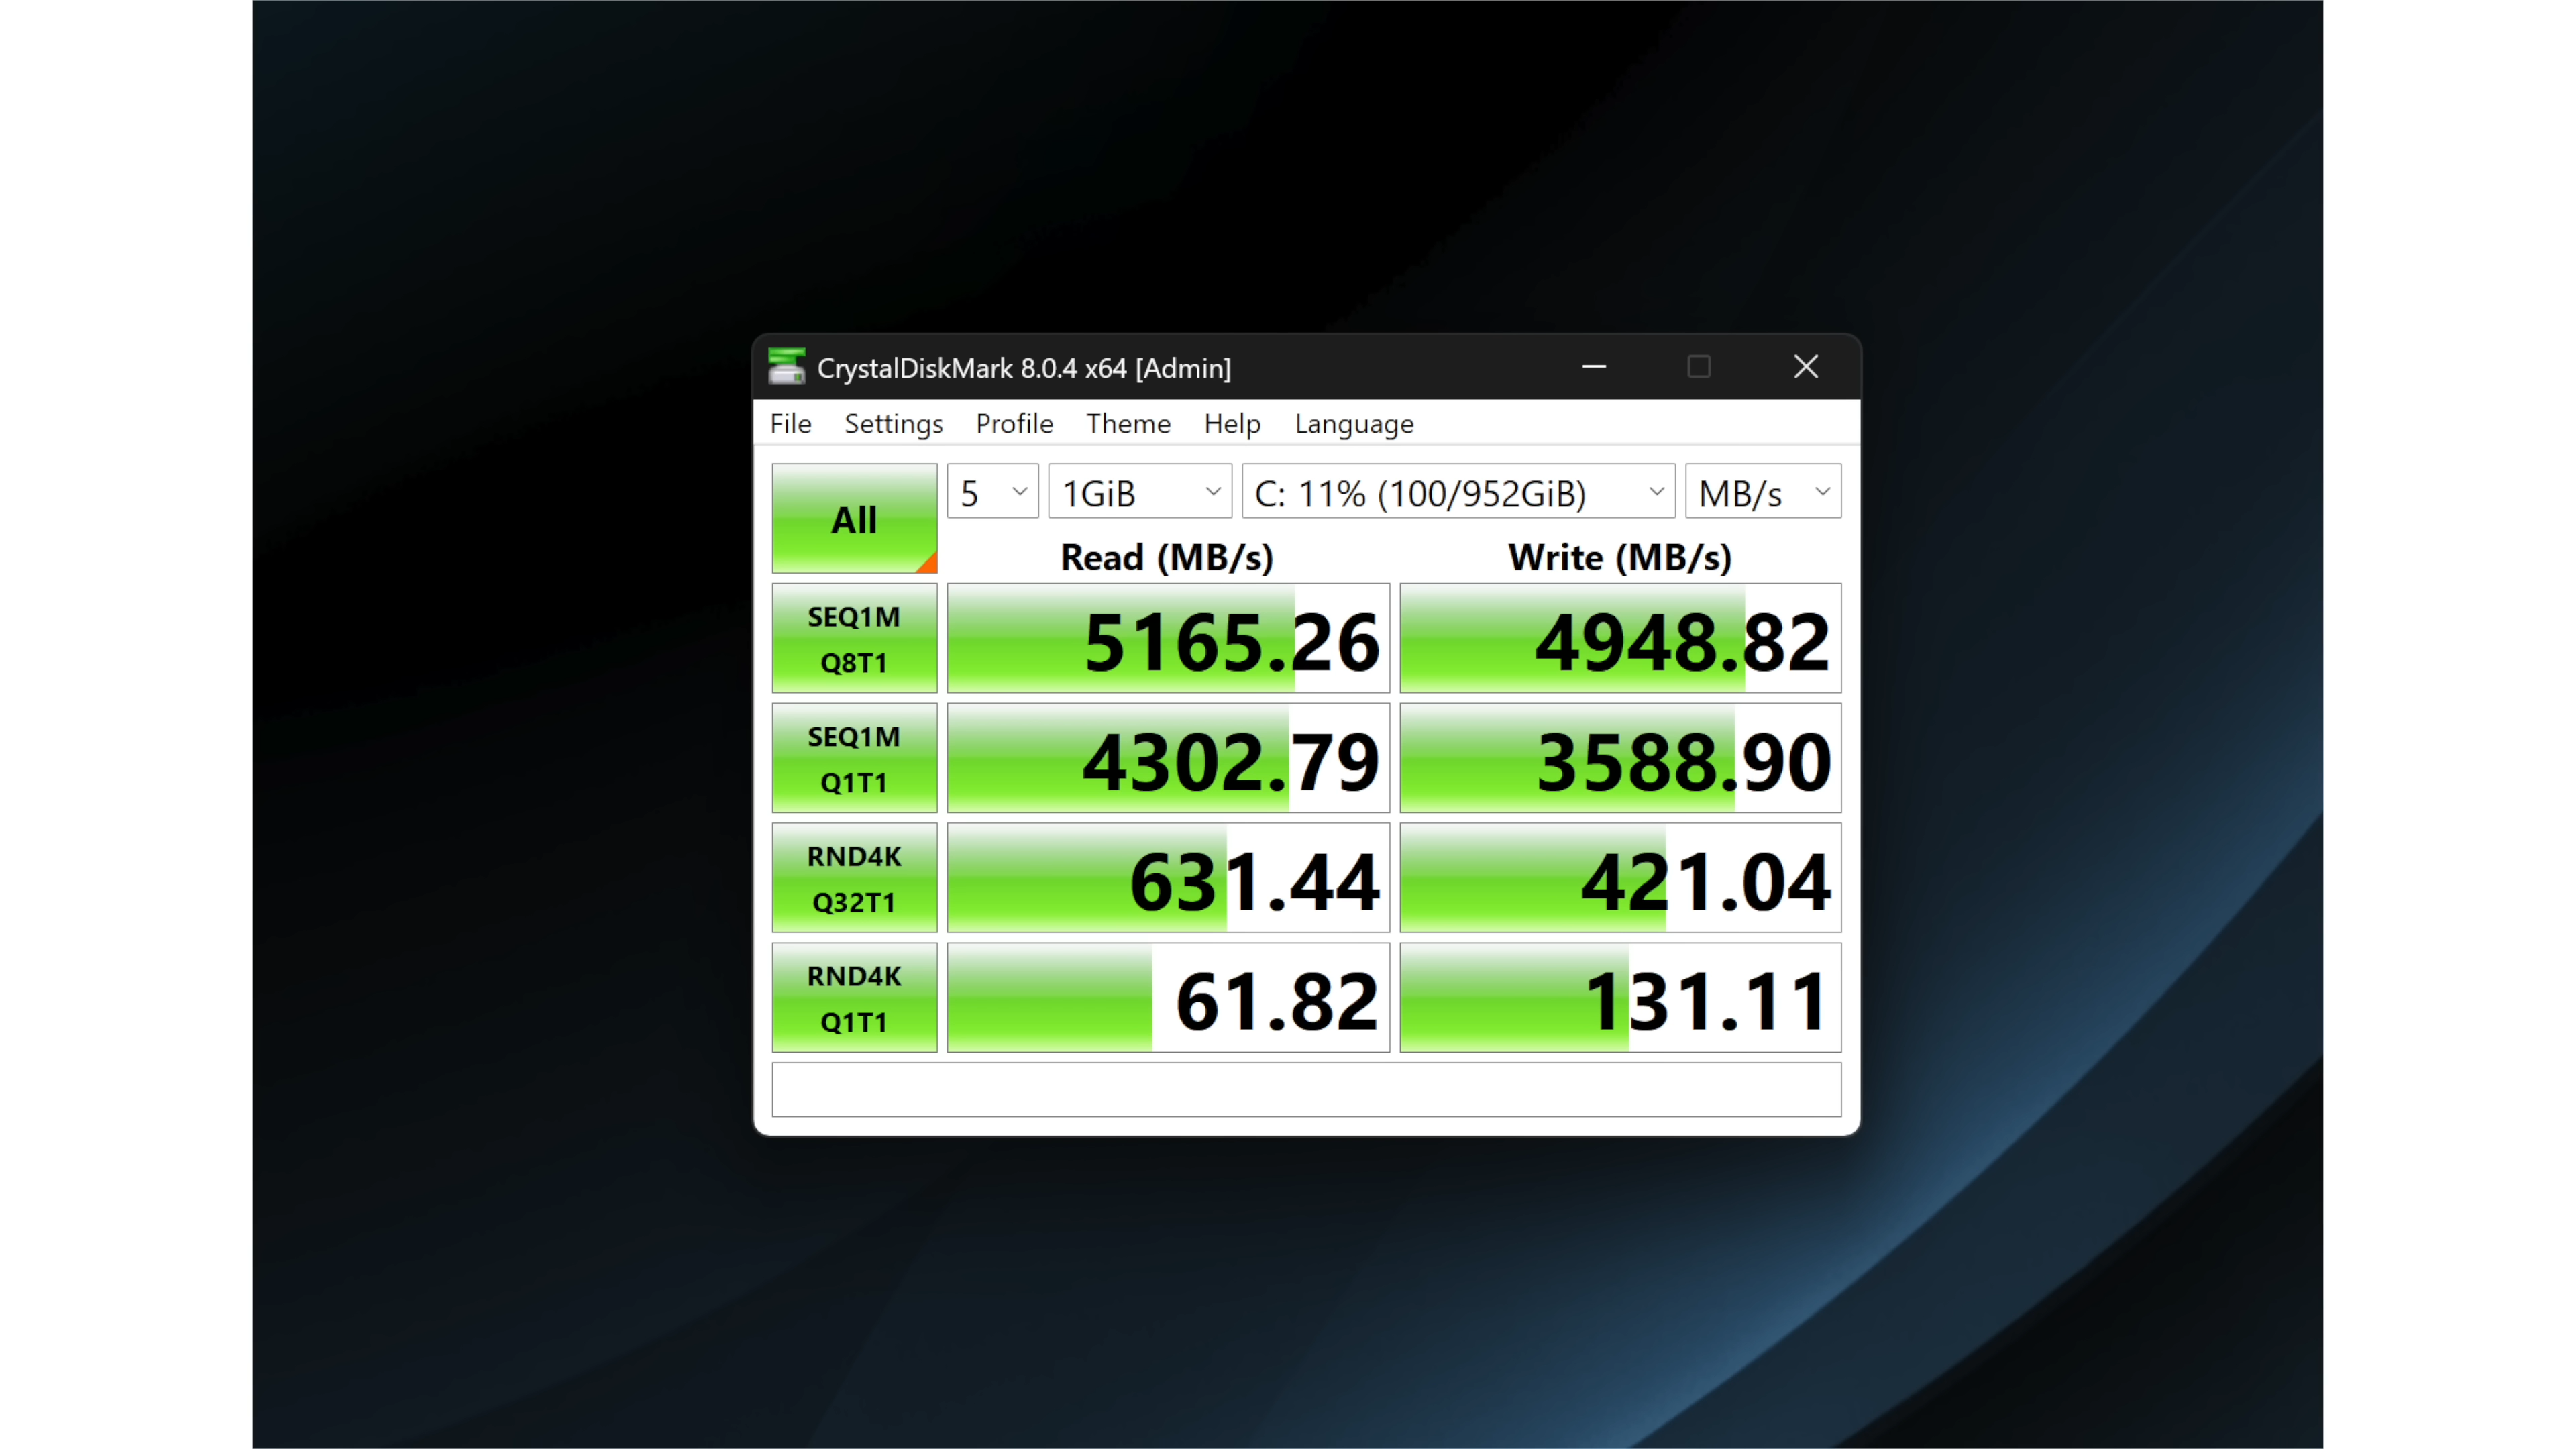 CrystalDiskMark 8.0.4 x64 [Admin]
File Settings Profile Theme Help Language
All 5 1GiB C: 11% (100/952GiB) MB/s
Read (MB/s) Write (MB/s)
SEQ1M
Q8T1 5165.26 4948.82
SEQ1M
Q1T1 4302.79 3588.90
RND4K
Q32T1 631.44 421.04
RND4K
Q1T1 61.82 131.11